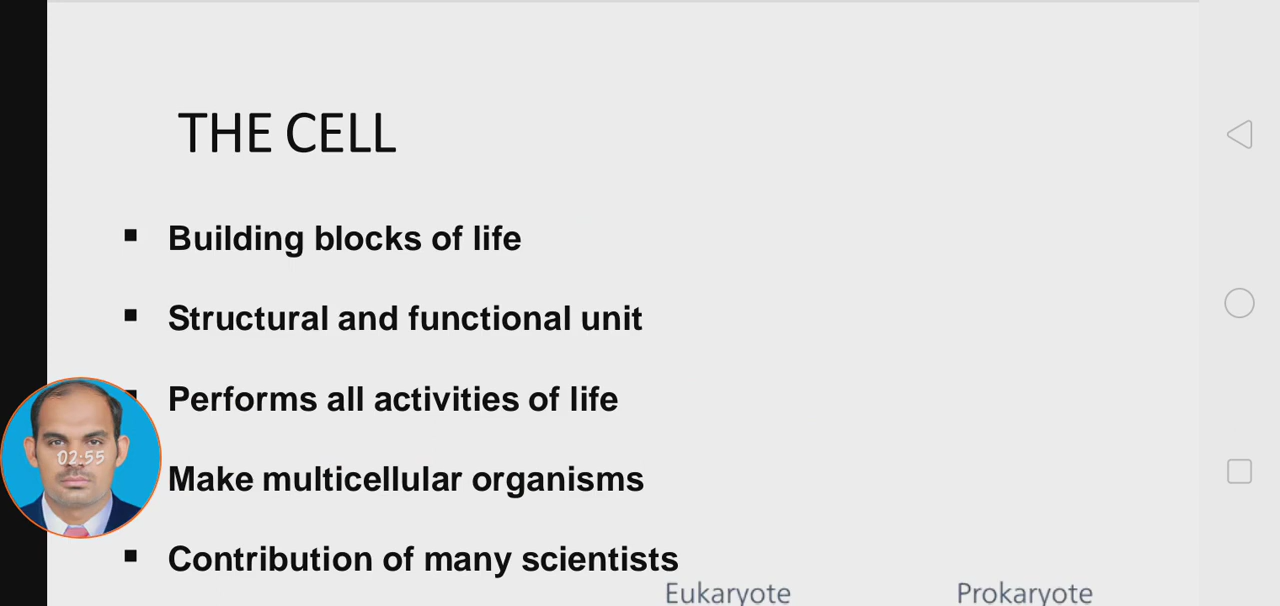 THE CELL
Building blocks of life
Structural and functional unit
Performs all activities of life
02:55
Make multicellular organisms
Contribution of many scientists
Eukaryote Prokaryote